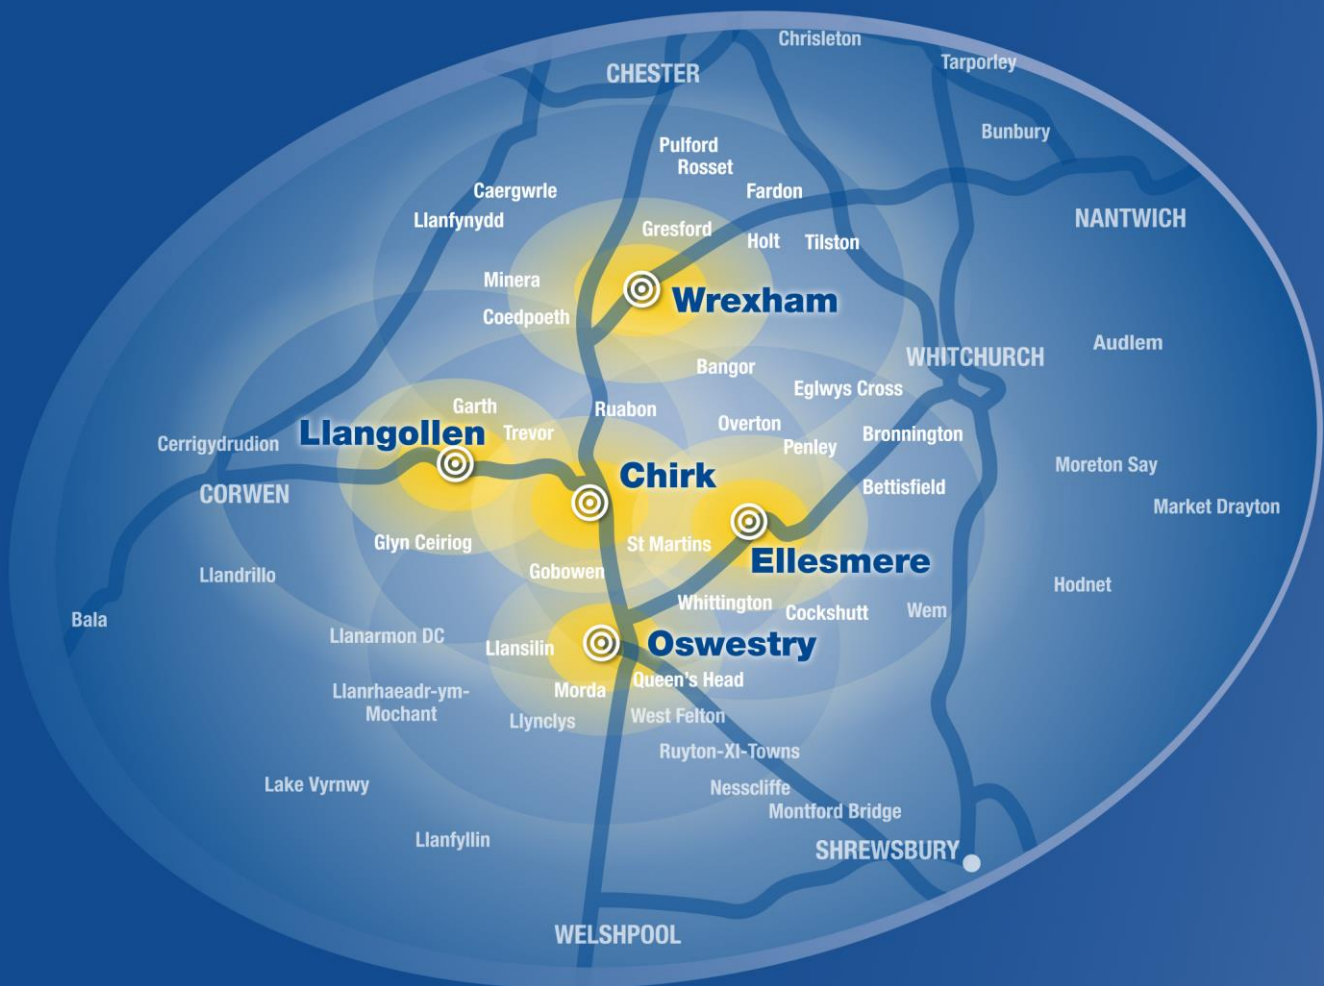 Chrisleton
Tarporley
CHESTER
Bunbury
Pulford
Rosset
Caergwrle
Fardon
Llanfynydd
NANTWICH
Gresford
Holt
Tilston
Minera
Wrexham
Coedpoeth
Audlem
WHITCHURCH
Bangor
Eglwys Cross
Garth
Ruabon
Overton
Llangollen
Trevor
Bronnington
Cerrigydrudion
Penley
Moreton Say
Chirk
Bettisfield
CORWEN
Market Drayton
Glyn Ceiriog
St Martins
Ellesmere
Gobowen
Llandrillo
Hodnet
Whittington
Cockshutt
Wem
Bala
Llanarmon DC
Llansilin
Oswestry
Queen's Head
Morda
Llanrhaeadr-ym-
Mochant
Llynclys
West Felton
Ruyton-XI-Towns
Lake Vyrnwy
Nesscliffe
Montford Bridge
Llanfyllin
SHREWSBURY
WELSHPOOL